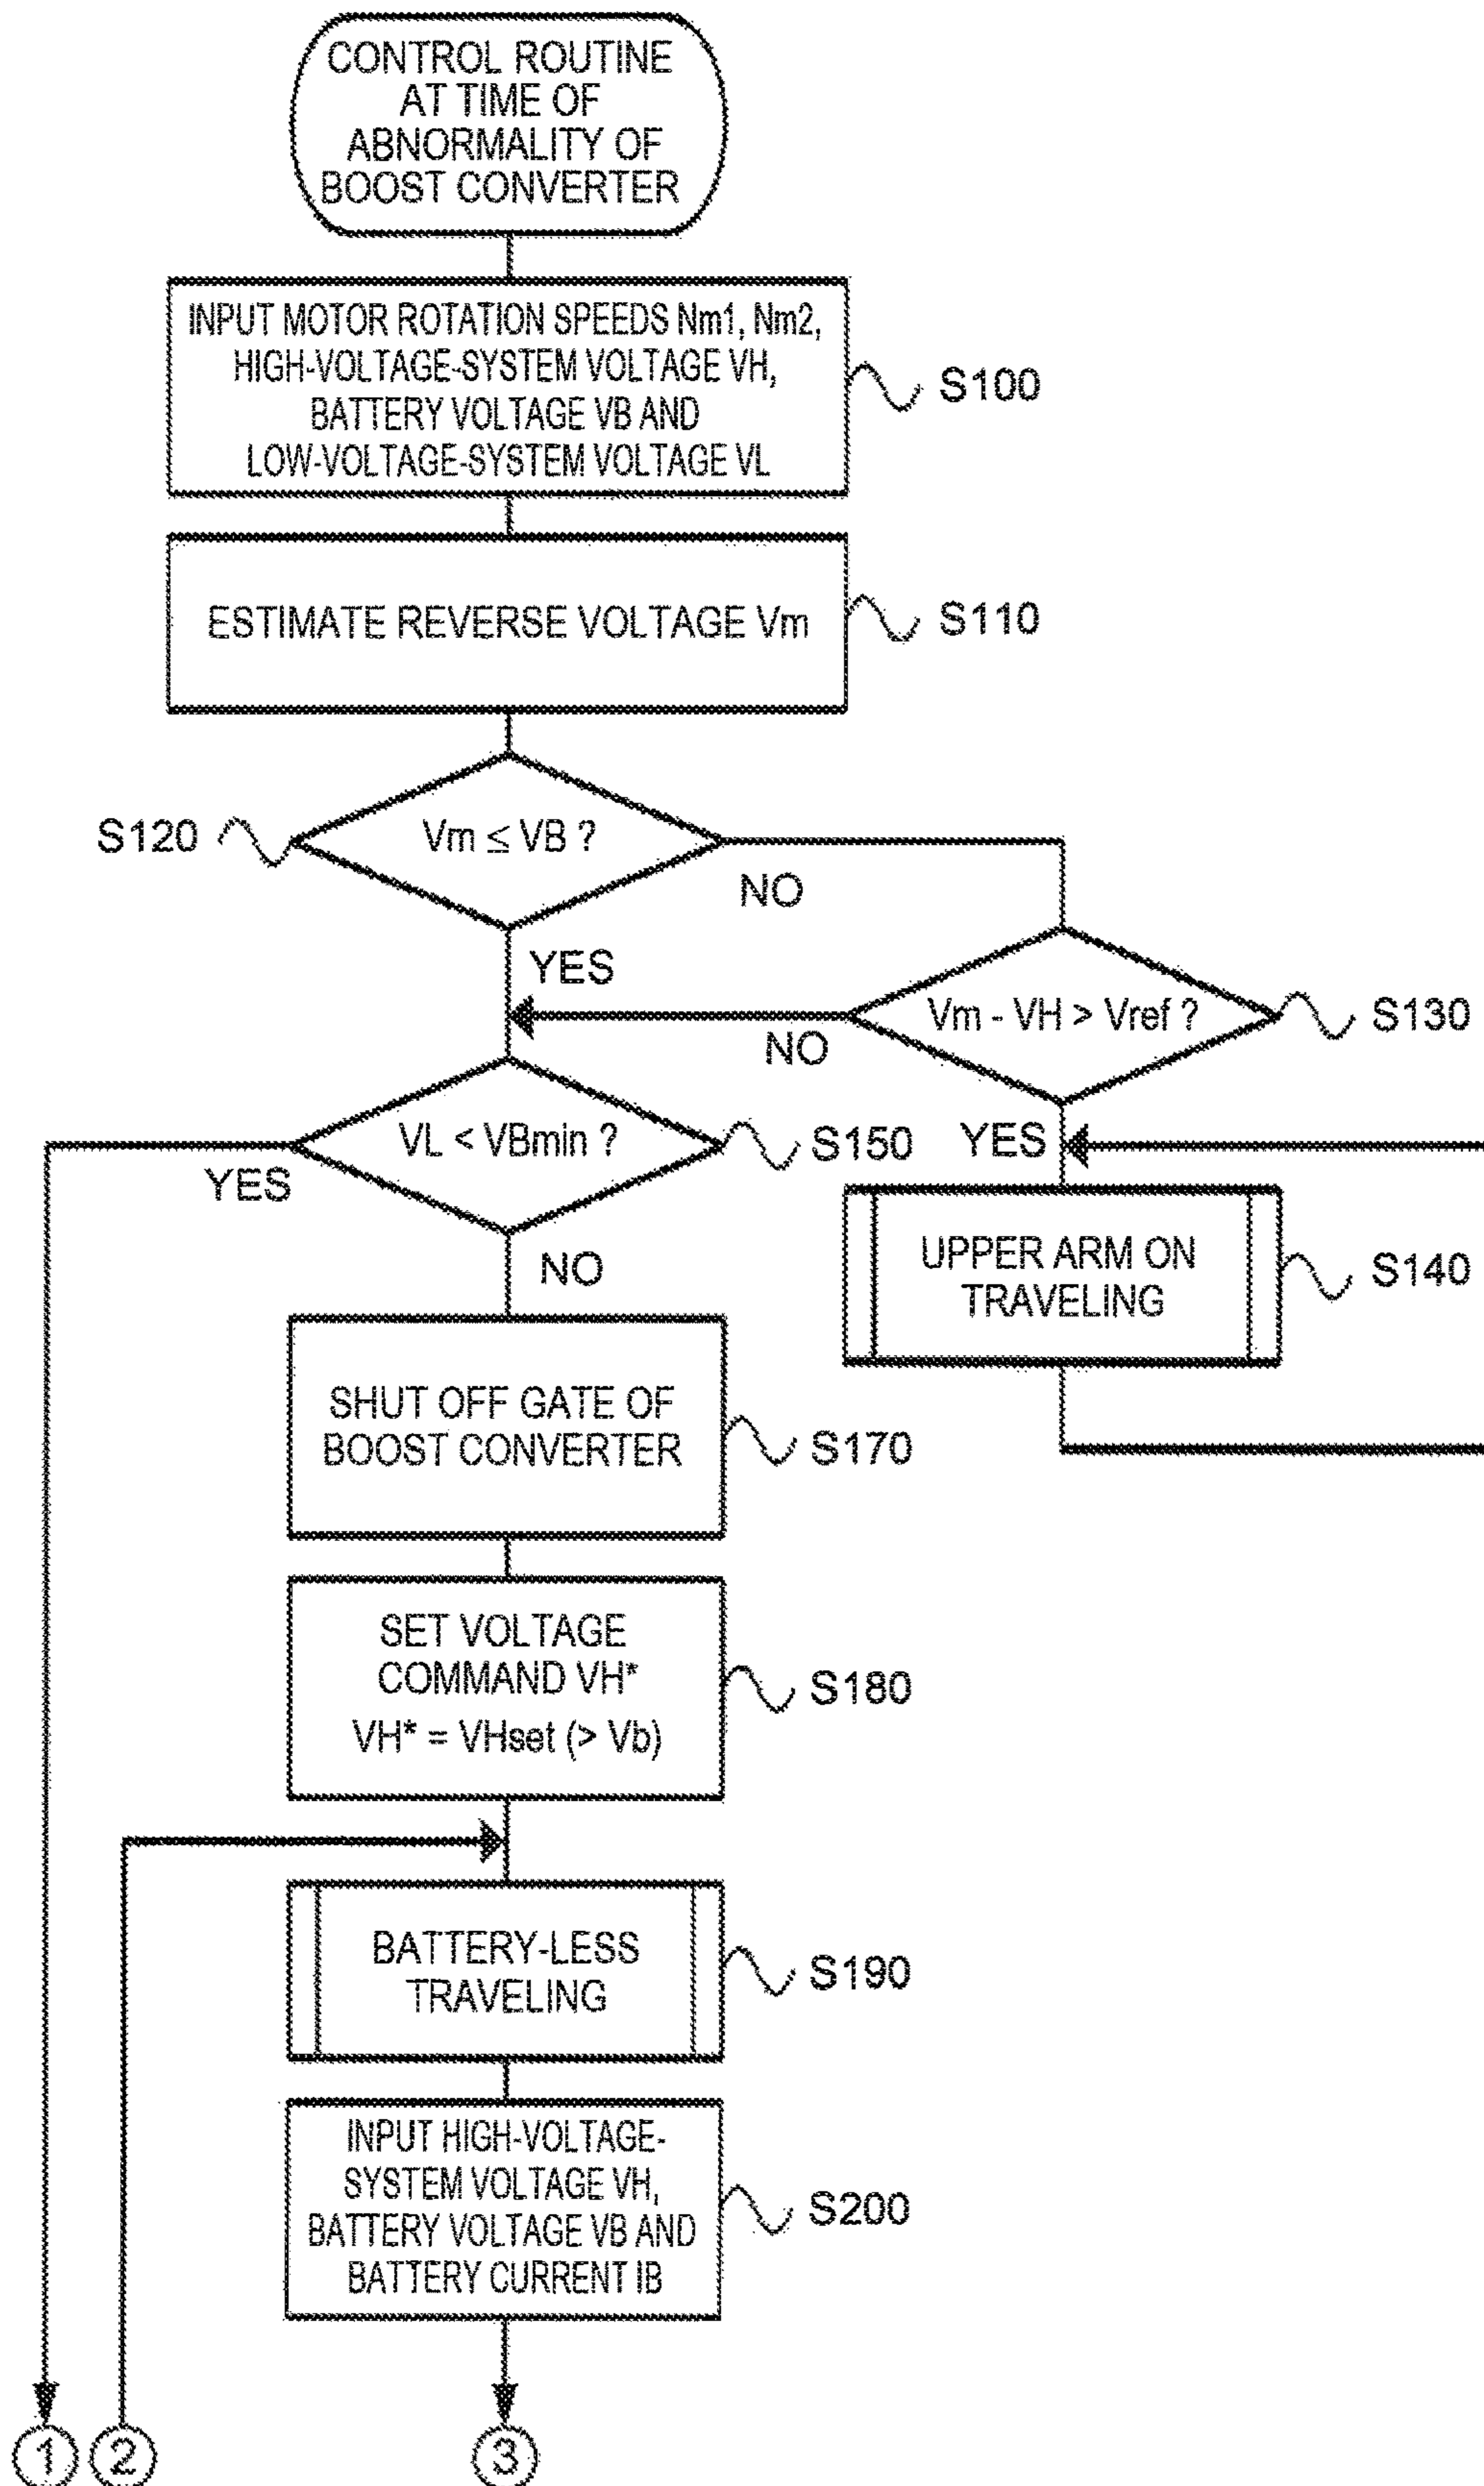 CONTROL ROUTINE
AT TIME OF
ABNORMALITY OF
BOOST CONVERTER
INPUT MOTOR ROTATION SPEEDS Nm1, Nm2,
HIGH-VOLTAGE-SYSTEM VOLTAGE VH,
BATTERY VOLTAGE VB AND
LOW-VOLTAGE-SYSTEM VOLTAGE VL
S100
ESTIMATE REVERSE VOLTAGE Vm
S110
S120
Vm ≤ VB ?
NO
YES
Vm - VH > Vref ?
S130
NO
YES
VL < VBmin ?
S150
YES
NO
UPPER ARM ON
TRAVELING
S140
SHUT OFF GATE OF
BOOST CONVERTER
S170
SET VOLTAGE
COMMAND VH*
VH* = VHset (> Vb)
S180
BATTERY-LESS
TRAVELING
S190
INPUT HIGH-VOLTAGE-
SYSTEM VOLTAGE VH,
BATTERY VOLTAGE VB AND
BATTERY CURRENT IB
S200
1
2
3